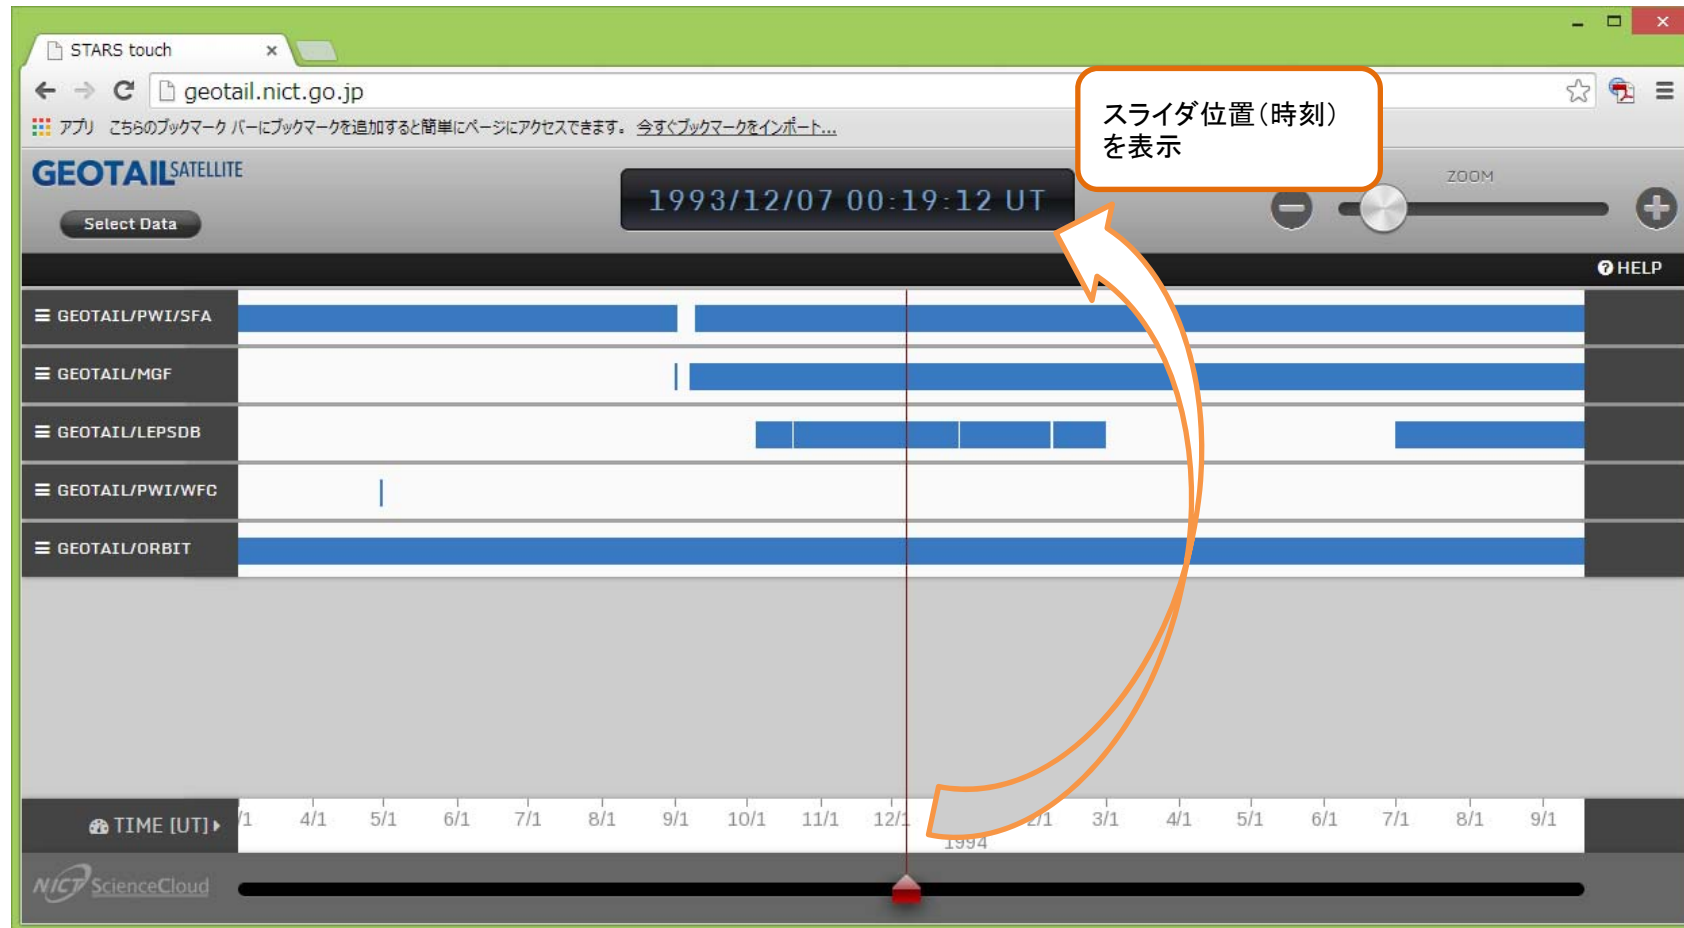 STARS touch
geotail.nict.go.jp
アプリ こちらのブックマーク バーにブックマークを追加すると簡単にページにアクセスできます。 今すぐブックマークをインポート...
スライダ位置(時刻)
を表示
GEOTAIL SATELLITE
Select Data
1993/12/07 00:19:12 UT
ZOOM
HELP
GEOTAIL/PWI/SFA
GEOTAIL/MGF
GEOTAIL/LEPSDB
GEOTAIL/PWI/WFC
GEOTAIL/ORBIT
TIME [UT]
/1 4/1 5/1 6/1 7/1 8/1 9/1 10/1 11/1 12/1 2/1 3/1 4/1 5/1 6/1 7/1 8/1 9/1
1994
NICT ScienceCloud